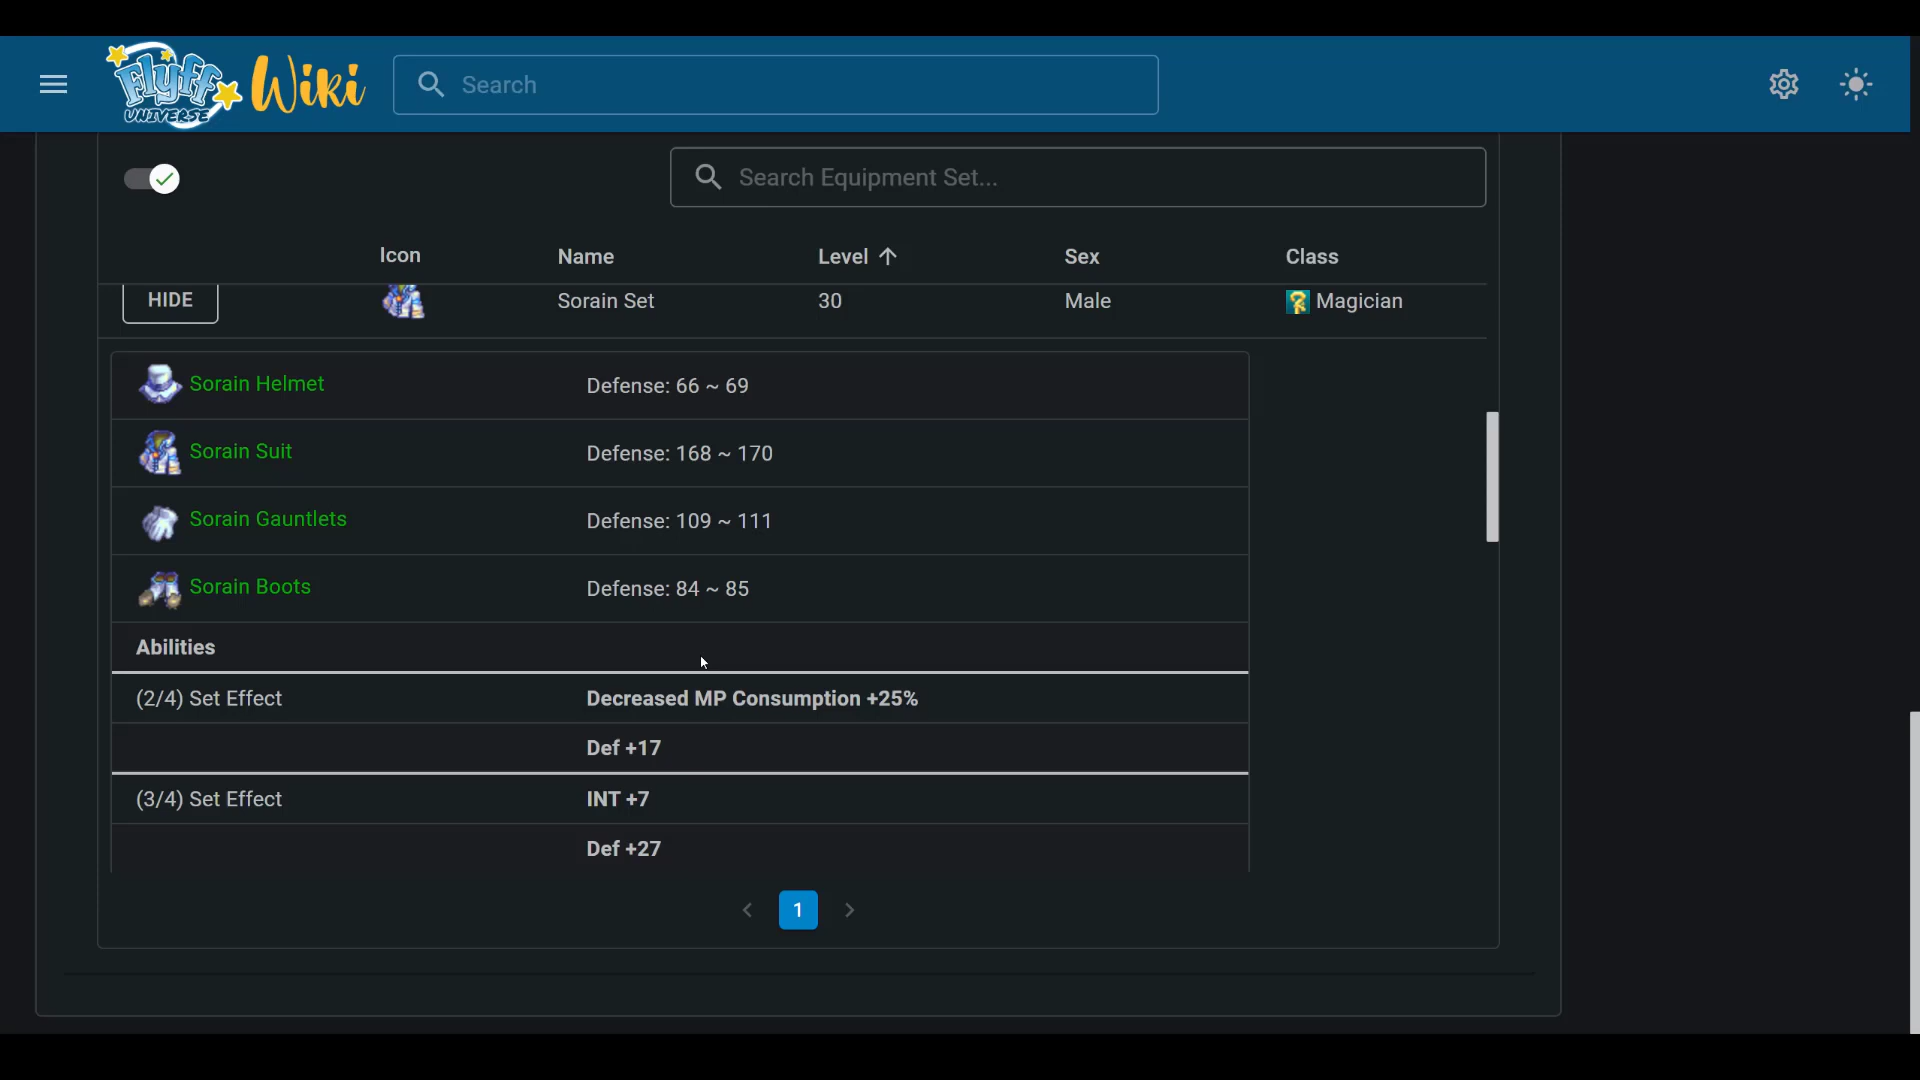 Flyff UNIVERSE Wiki Search
Search Equipment Set...
Icon Name Level Sex Class
HIDE Sorain Set 30 Male Magician
Sorain Helmet Defense: 66 ~ 69
Sorain Suit Defense: 168 ~ 170
Sorain Gauntlets Defense: 109 ~ 111
Sorain Boots Defense: 84 ~ 85
Abilities
(2/4) Set Effect Decreased MP Consumption +25%
Def +17
(3/4) Set Effect INT +7
Def +27
1